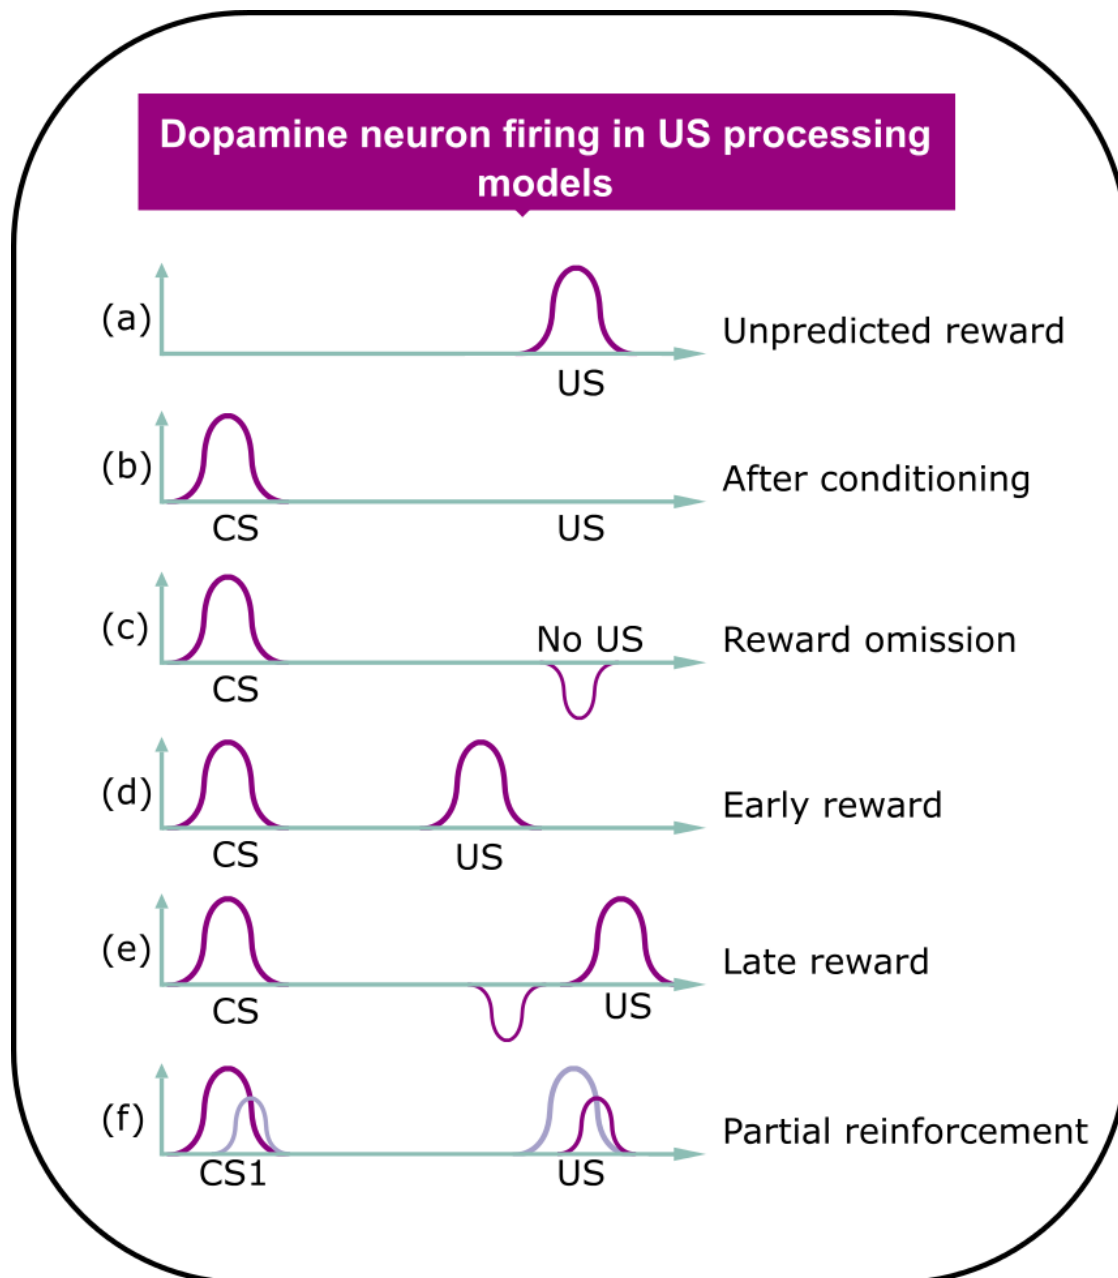 Dopamine neuron firing in US processing
models
(a)
Unpredicted reward
US
(b)
After conditioning
CS
US
(c)
No US
Reward omission
CS
(d)
Early reward
CS
US
(e)
Late reward
CS
US
(f)
Partial reinforcement
CS1
US